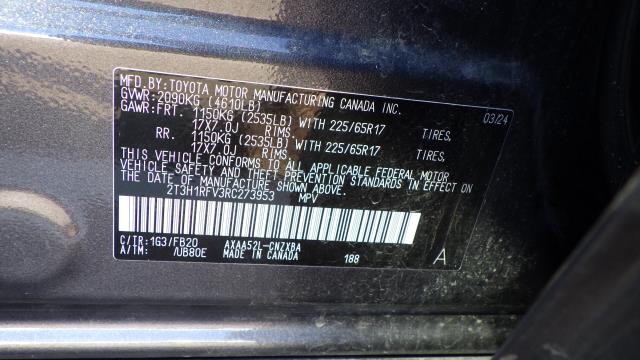 MFD.BY:TOYOTA MOTOR MANUFACTURING CANADA INC.
GVWR:2090KG (4610LB) 03/24
GAWR:FRT. 1150KG (2535LB) WITH 225/65R17 TIRES,
17X7.0J RIMS,
RR. 1150KG (2535LB) WITH 225/65R17 TIRES,
17X7.0J RIMS,
THIS VEHICLE CONFORMS TO ALL APPLICABLE FEDERAL MOTOR
VEHICLE SAFETY AND THEFT PREVENTION STANDARDS IN EFFECT ON
THE DATE OF MANUFACTURE SHOWN ABOVE.
2T3H1RFV3RC273953 MPV
C/TR:1G3/FB20 AXAA52L-CNZXBA
A/TM: /UB80E MADE IN CANADA 188 A